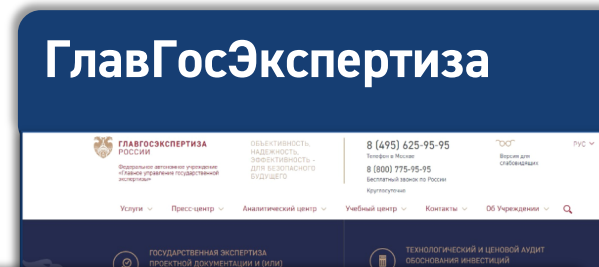 ГлавГосЭкспертиза
ГЛАВГОСЭКСПЕРТИЗА
РОССИИ
Федеральное автономное учреждение
«Главное управление государственной
экспертизы»
ОБЪЕКТИВНОСТЬ,
НАДЕЖНОСТЬ,
ЭФФЕКТИВНОСТЬ –
ДЛЯ БЕЗОПАСНОГО
БУДУЩЕГО
8 (495) 625-95-95
Телефон в Москве
8 (800) 775-95-95
Бесплатный звонок по России
Круглосуточно
Версия для
слабовидящих
РУС
Услуги Пресс-центр Аналитический центр Учебный центр Контакты Об Учреждении
ГОСУДАРСТВЕННАЯ ЭКСПЕРТИЗА
ПРОЕКТНОЙ ДОКУМЕНТАЦИИ И (ИЛИ)
ТЕХНОЛОГИЧЕСКИЙ И ЦЕНОВОЙ АУДИТ
ОБОСНОВАНИЯ ИНВЕСТИЦИЙ